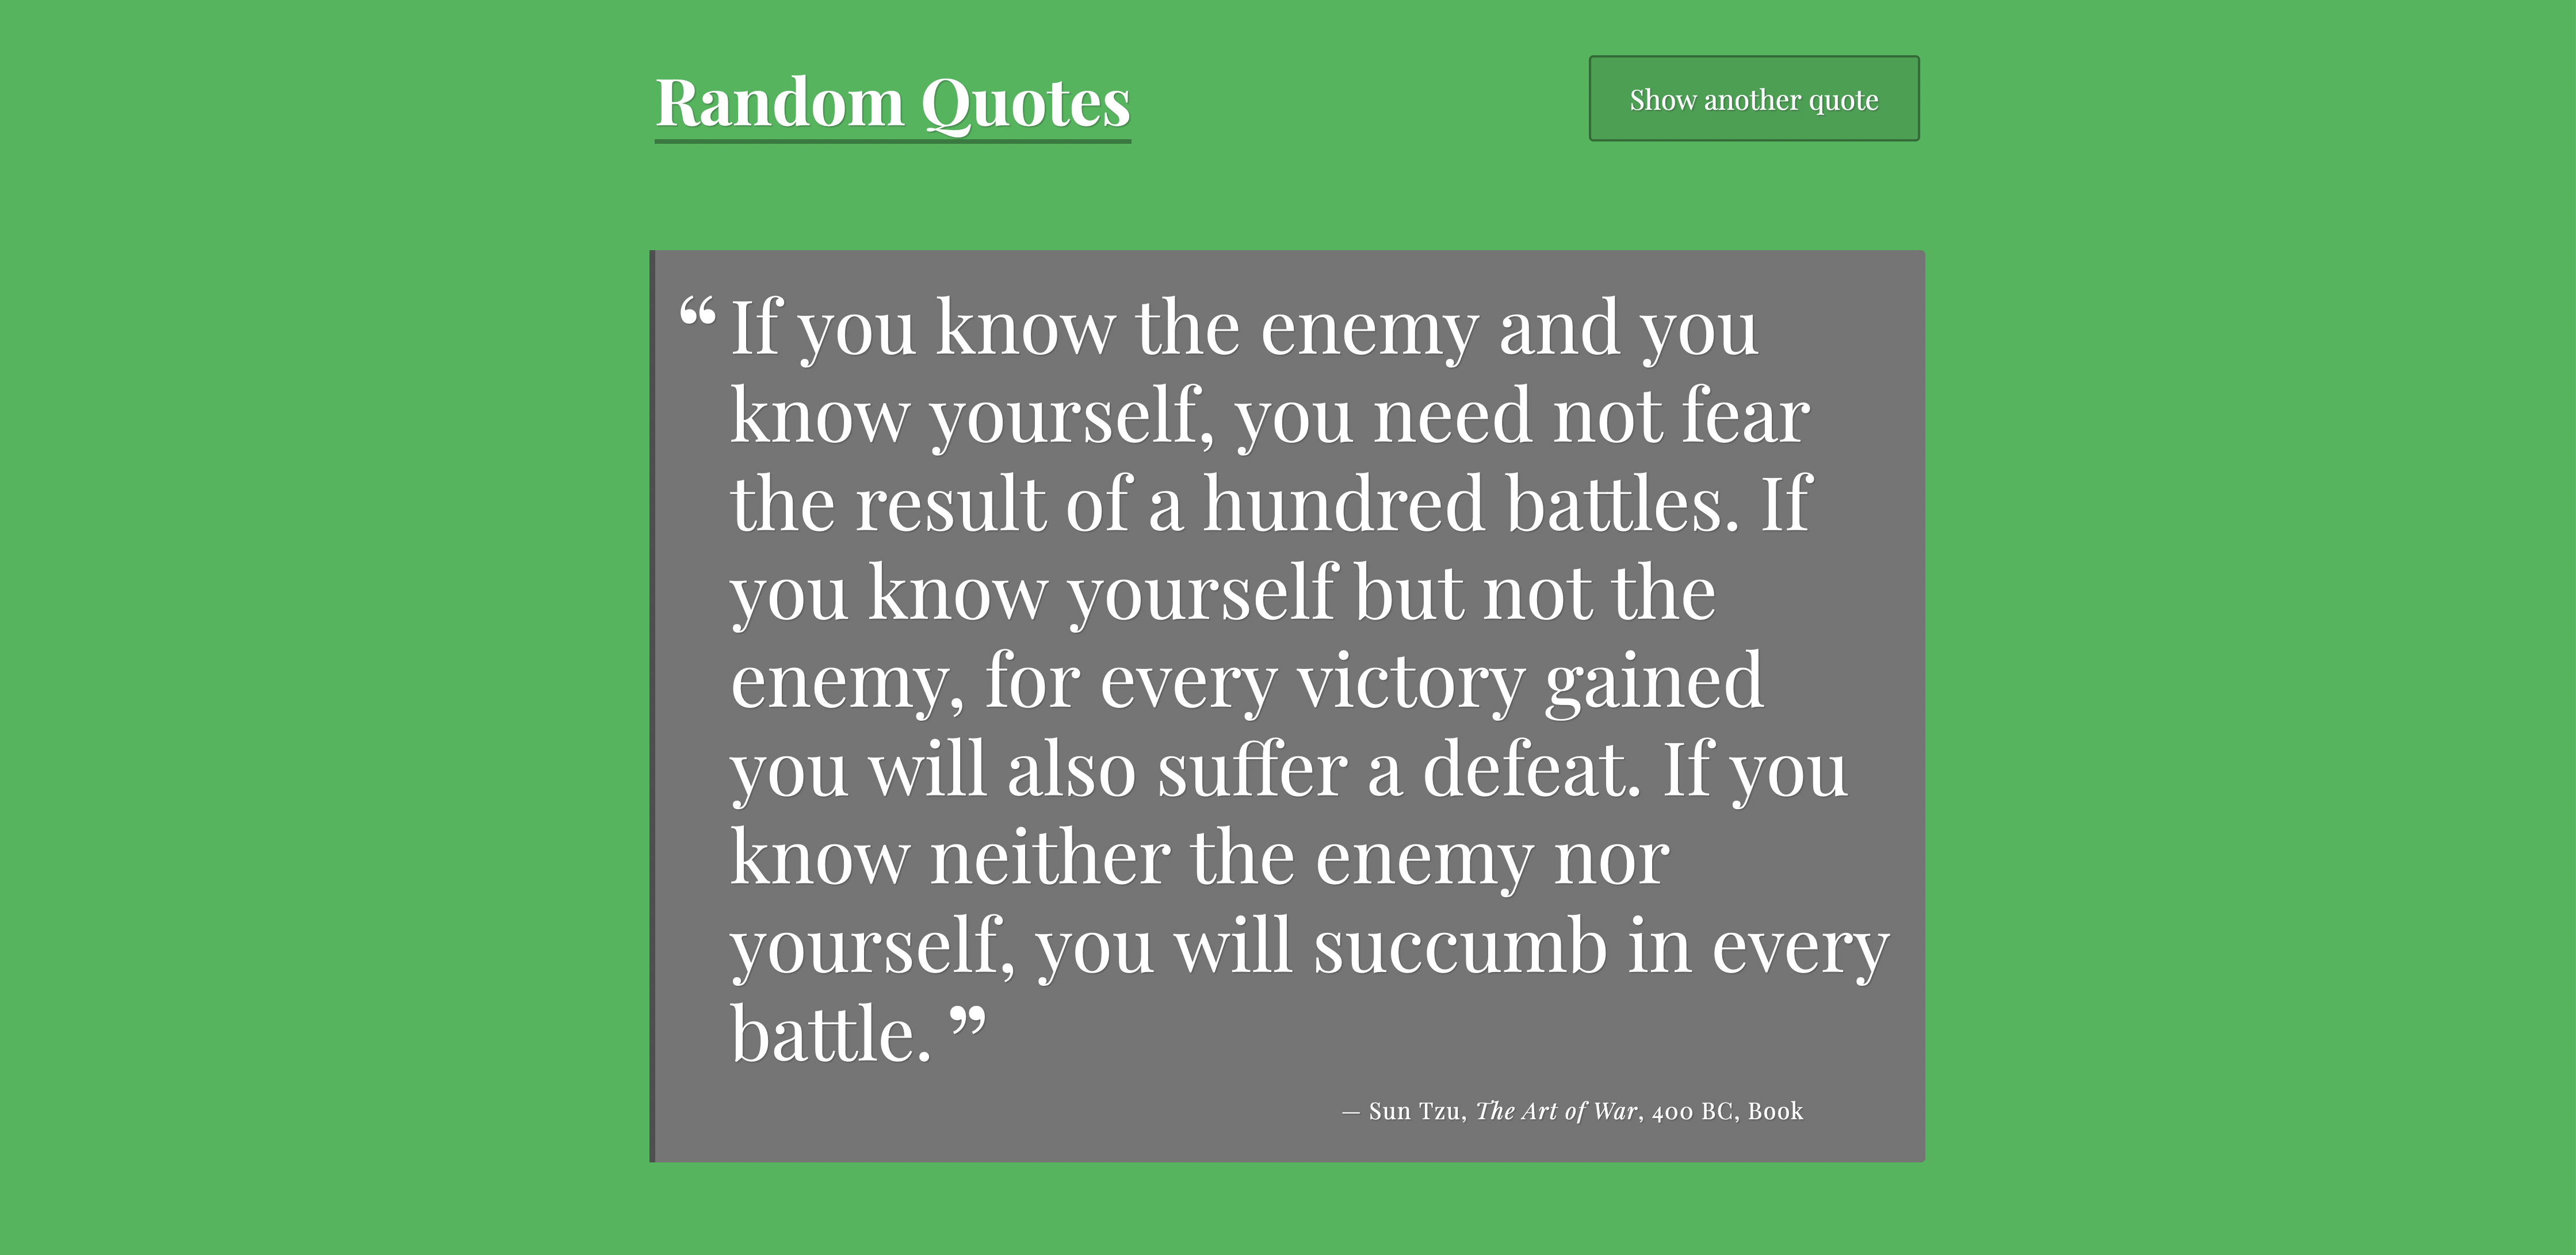 Random Quotes
Show another quote
“ If you know the enemy and you
know yourself, you need not fear
the result of a hundred battles. If
you know yourself but not the
enemy, for every victory gained
you will also suffer a defeat. If you
know neither the enemy nor
yourself, you will succumb in every
battle. ”
— Sun Tzu, The Art of War, 400 BC, Book